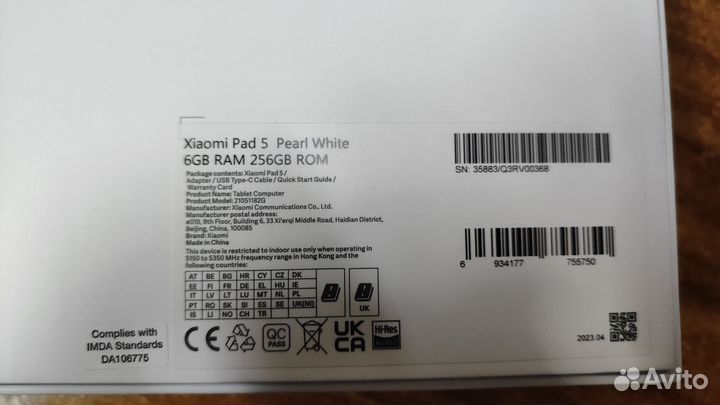 Xiaomi Pad 5 Pearl White
6GB RAM 256GB ROM
Package contents: Xiaomi Pad 5 /
Adapter / USB Type-C Cable / Quick Start Guide /
Warranty Card
Product Name: Tablet Computer
Product Model: 21051182G
Manufacturer: Xiaomi Communications Co., Ltd.
Manufacturer postal address:
#019, 9th Floor, Building 6, 33 Xi'erqi Middle Road, Haidian District,
Beijing, China, 100085
Brand: Xiaomi
Made in China
This device is restricted to indoor use only when operating in
5150 to 5350 MHz frequency range in Hong Kong and the
following countries:
AT BE BG HR CY CZ DK
EE FI FR DE EL HU IE
IT LV LT LU MT NL PL
PT RO SK SI ES SE UK(NI)
IS LI NO CH TR
UK
SN: 35883/Q3RV00368
6 934177 755750
Complies with
IMDA Standards
DA106775
CE
QC
PASS
UK
CA
Hi-Res
AUDIO
2023.04
Avito